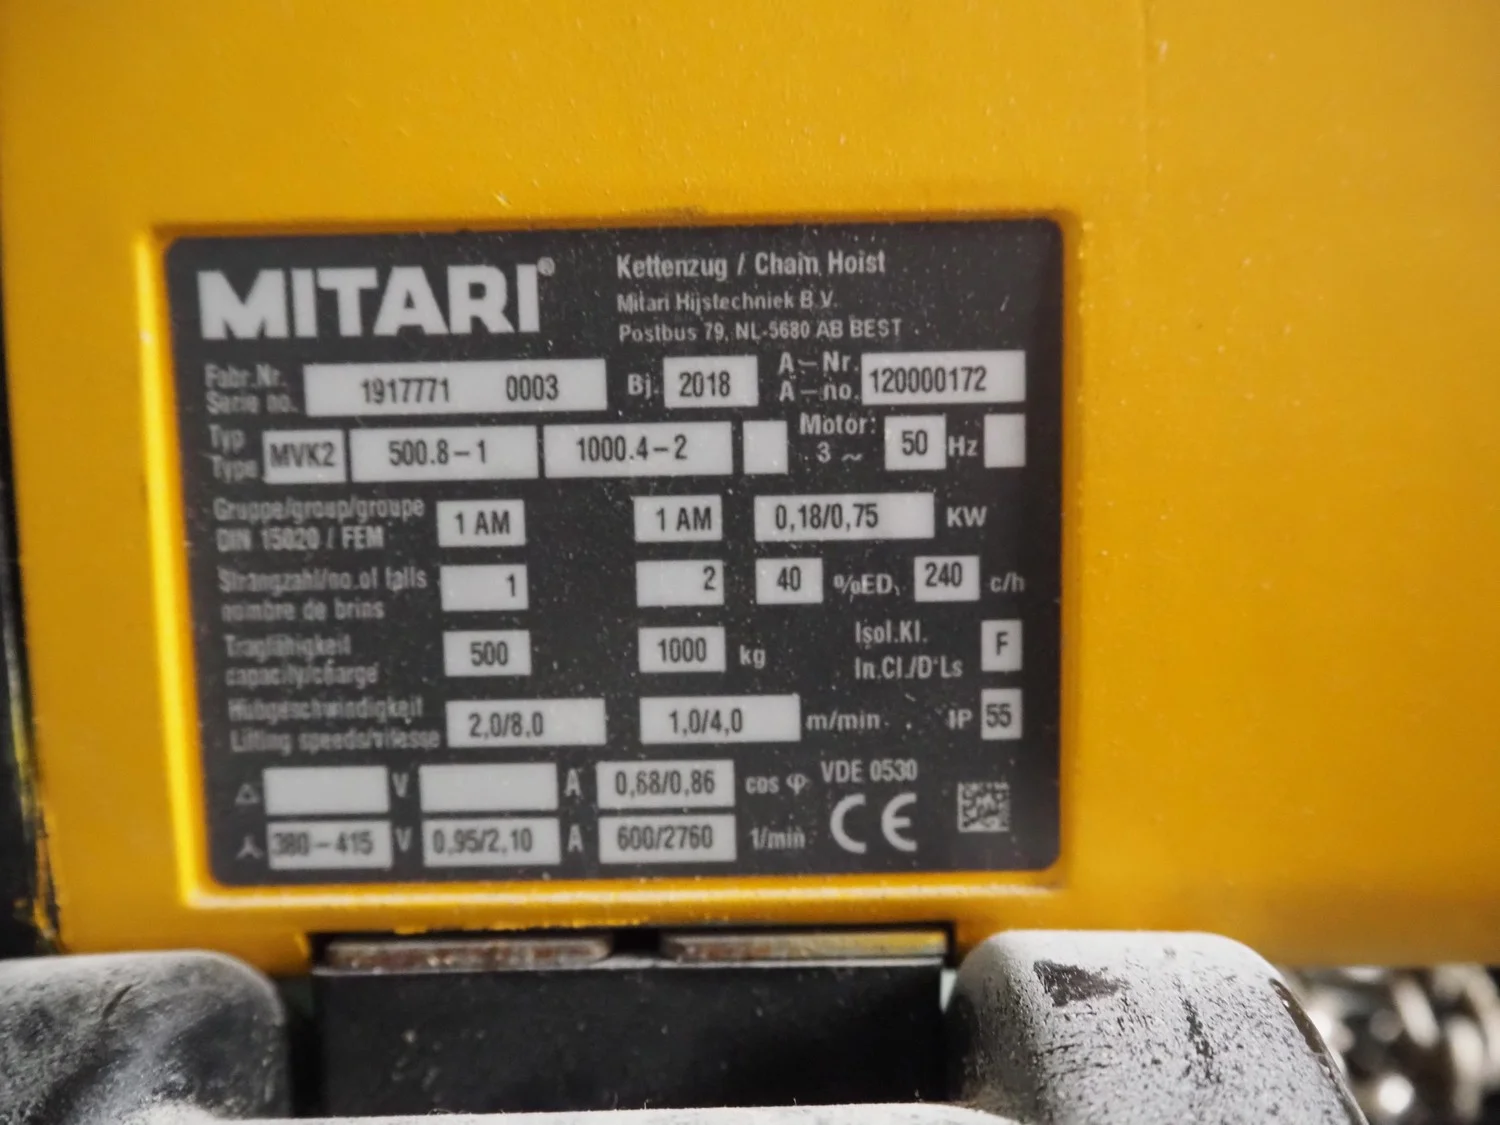 MITARI®
Kettenzug / Chain Hoist
Mitari Hijstechniek B.V.
Postbus 79, NL-5680 AB BEST
Fabr.Nr.
Serie no.
1917771 0003
Bj. 2018
A-Nr.
A-no.
120000172
Typ
Type
MVK2 500.8-1 1000.4-2
Motor:
3 ~
50 Hz
Gruppe/group/groupe
DIN 15020 / FEM
1 AM 1 AM 0,18/0,75 KW
Strangzahl/no.of falls
nombre de brins
1 2 40 %ED, 240 c/h
Tragfähigkeit
capacity/charge
500 1000 kg
Isol.Kl.
In.Cl./D'Ls
F
Hubgeschwindigkeit
Lifting speeds/vitesse
2,0/8,0 1,0/4,0 m/min IP 55
V A 0,68/0,86 cos φ VDE 0530
380-415 V 0,95/2,10 A 600/2760 1/min CE